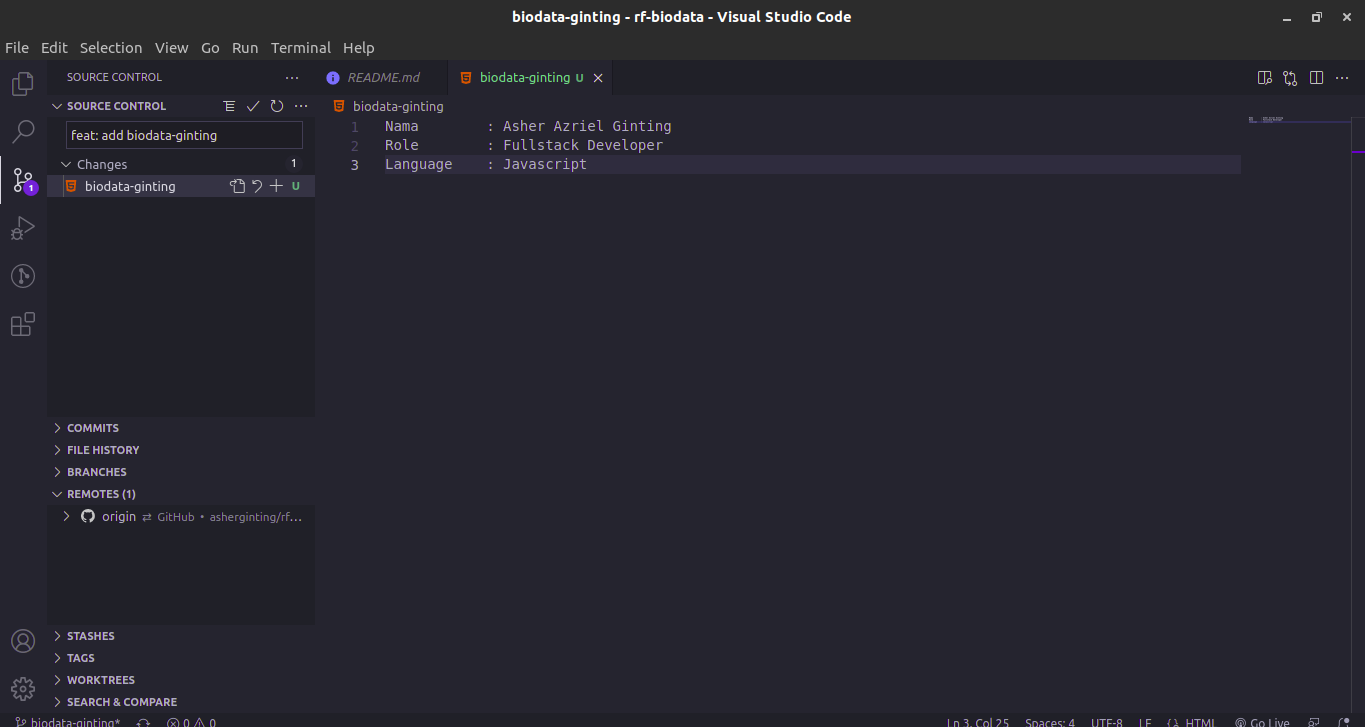 biodata-ginting - rf-biodata - Visual Studio Code
File Edit Selection View Go Run Terminal Help
SOURCE CONTROL
README.md
biodata-ginting U
SOURCE CONTROL
biodata-ginting
feat: add biodata-ginting
1 Nama : Asher Azriel Ginting
2 Role : Fullstack Developer
3 Language : Javascript
Changes 1
biodata-ginting U
1
COMMITS
FILE HISTORY
BRANCHES
REMOTES (1)
origin ⇄ GitHub • asherginting/rf...
STASHES
TAGS
WORKTREES
SEARCH & COMPARE
biodata-ginting* 0 0 Ln 3, Col 25 Spaces: 4 UTF-8 LF HTML Go Live